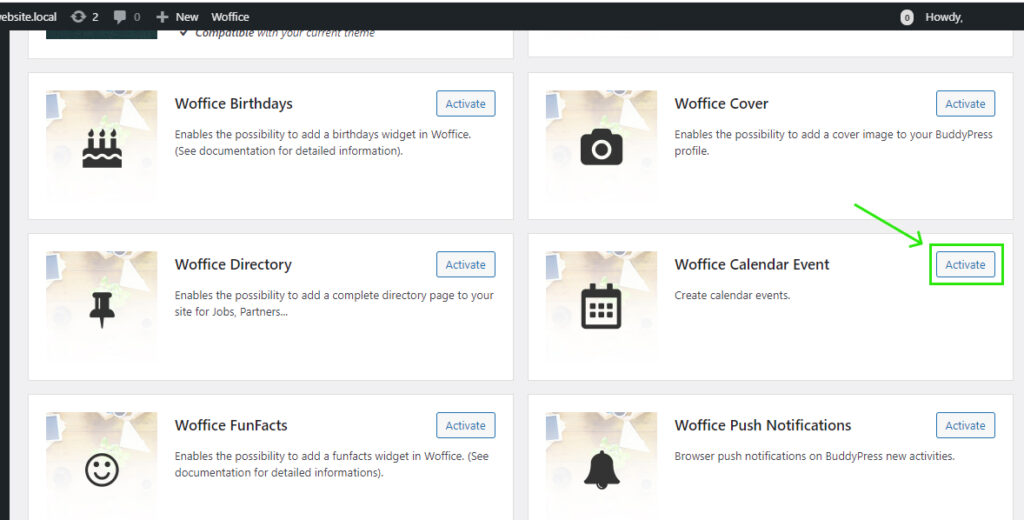 ebsite.local 2 0 New Woffice 0 Howdy,
Compatible with your current theme
Woffice Birthdays
Activate
Enables the possibility to add a birthdays widget in Woffice.
(See documentation for detailed information).
Woffice Cover
Activate
Enables the possibility to add a cover image to your BuddyPress
profile.
Woffice Directory
Activate
Enables the possibility to add a complete directory page to your
site for Jobs, Partners...
Woffice Calendar Event
Activate
Create calendar events.
Woffice FunFacts
Activate
Enables the possibility to add a funfacts widget in Woffice. (See
documentation for detailed informations).
Woffice Push Notifications
Activate
Browser push notifications on BuddyPress new activities.